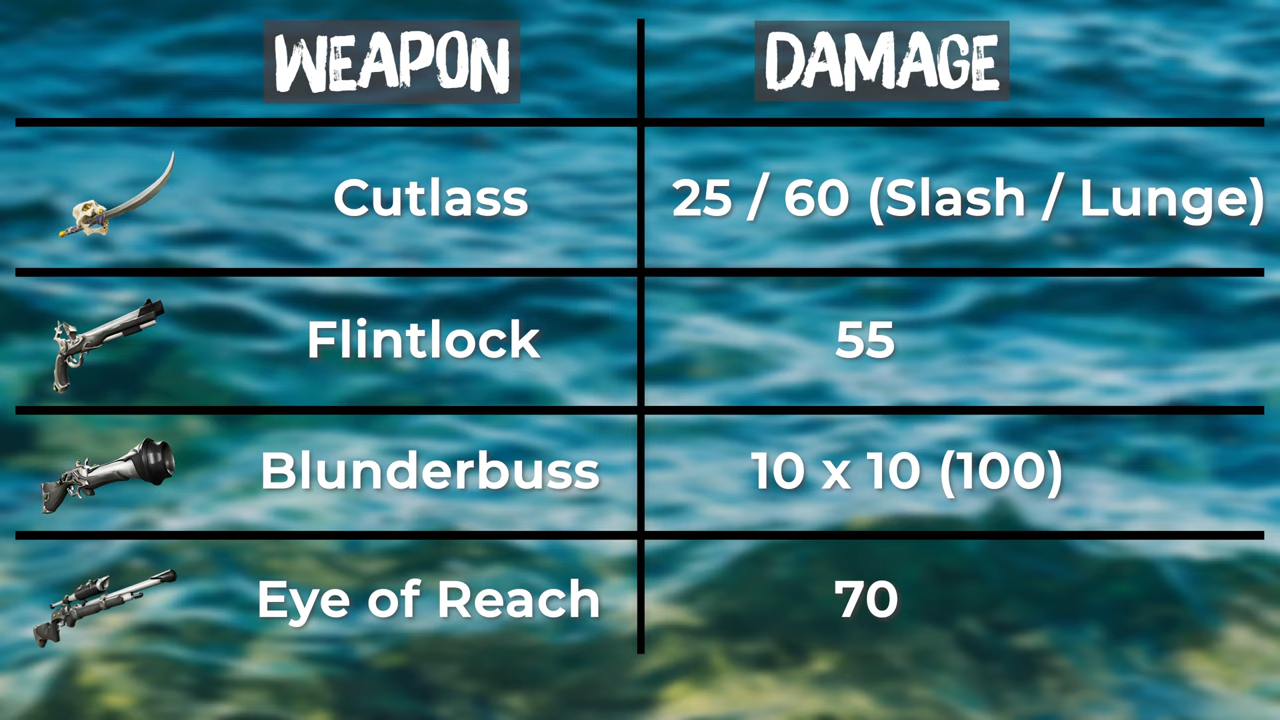 WEAPON DAMAGE
Cutlass 25 / 60 (Slash / Lunge)
Flintlock 55
Blunderbuss 10 x 10 (100)
Eye of Reach 70